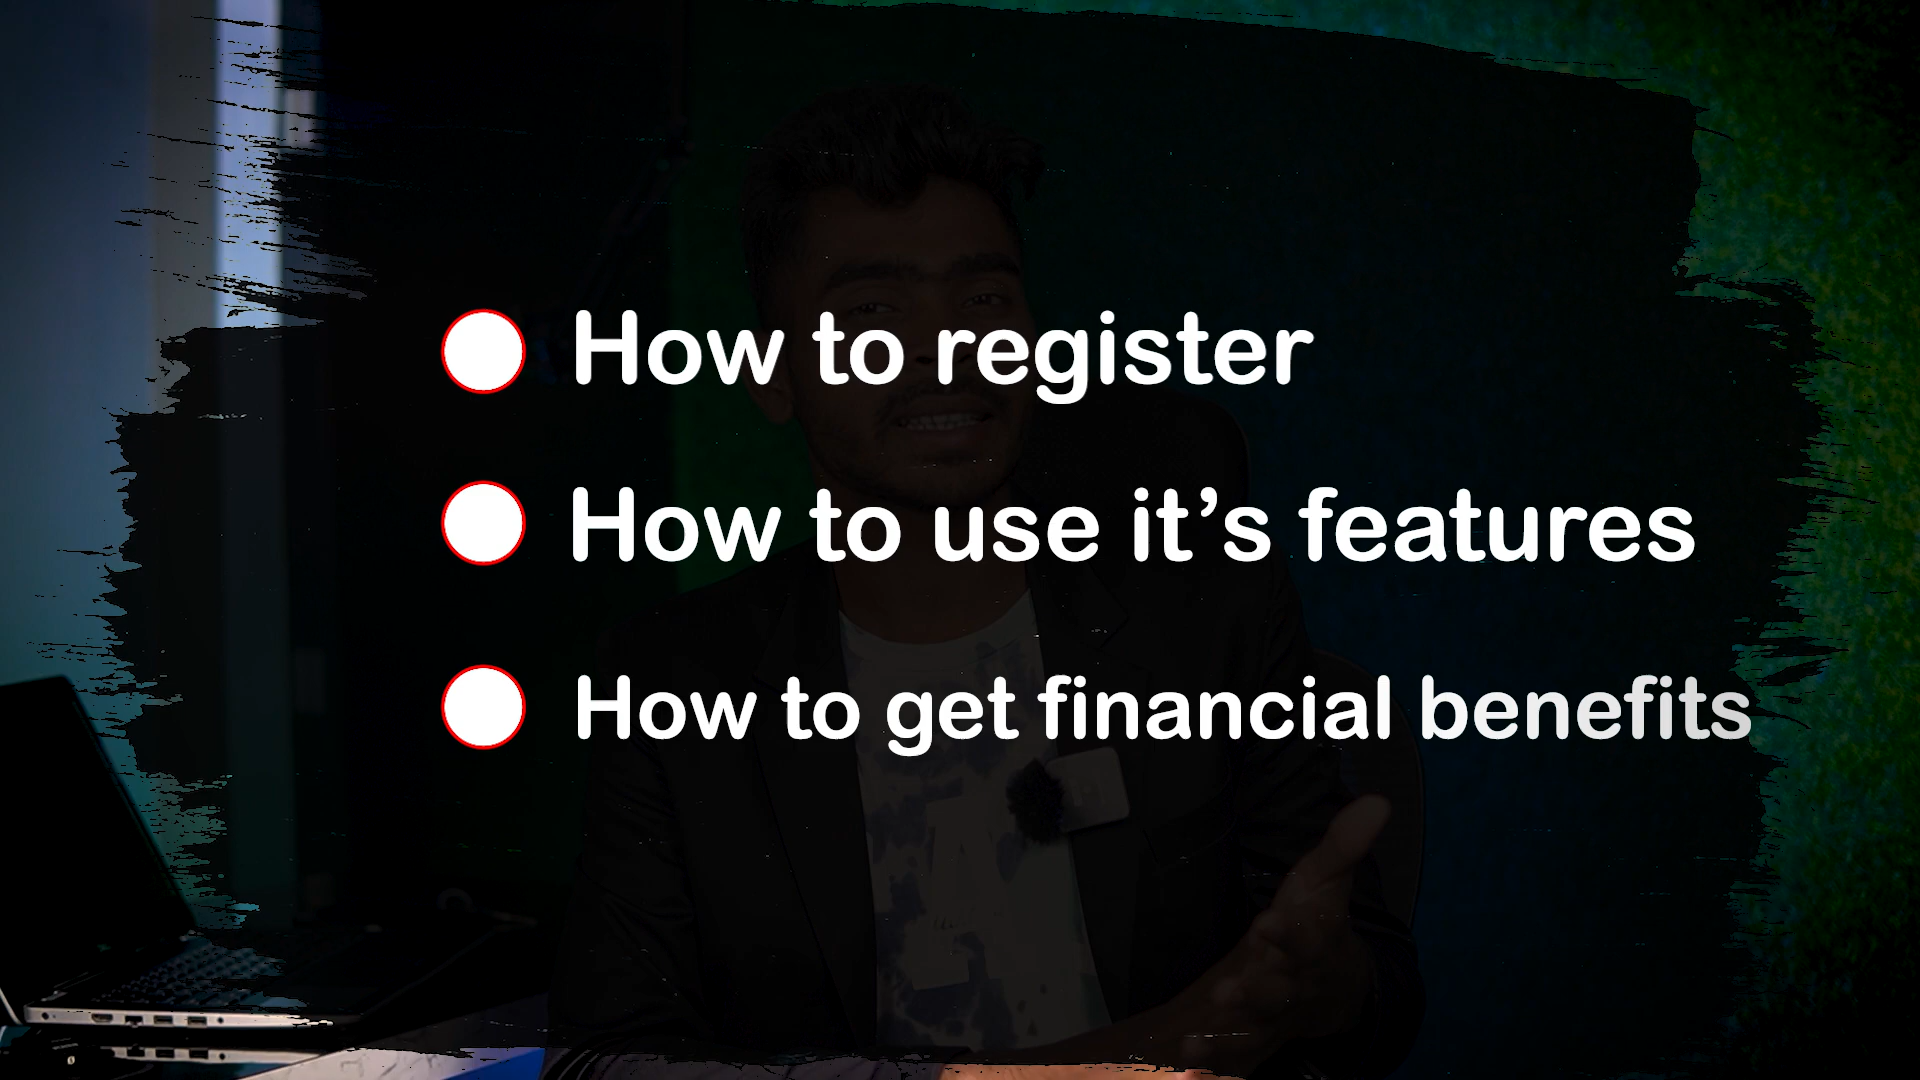 How to register
How to use it’s features
How to get financial benefits